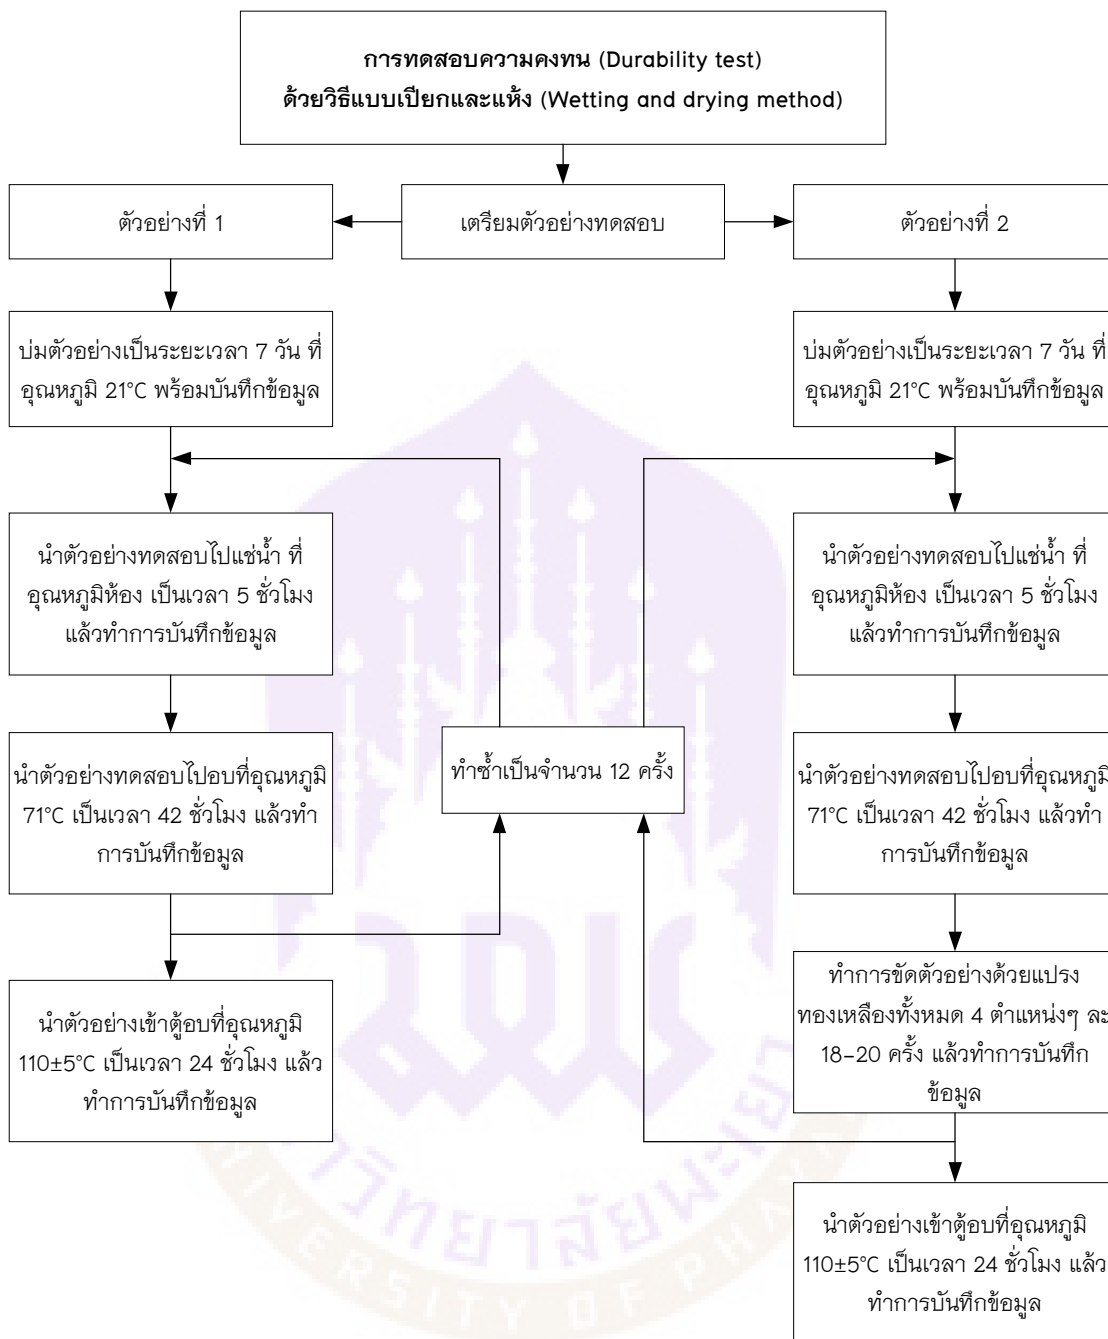 การทดสอบความคงทน (Durability test)
ด้วยวิธีแบบเปียกและแห้ง (Wetting and drying method)
ตัวอย่างที่ 1
เตรียมตัวอย่างทดสอบ
ตัวอย่างที่ 2
บ่มตัวอย่างเป็นระยะเวลา 7 วัน ที่
อุณหภูมิ 21°C พร้อมบันทึกข้อมูล
บ่มตัวอย่างเป็นระยะเวลา 7 วัน ที่
อุณหภูมิ 21°C พร้อมบันทึกข้อมูล
นำตัวอย่างทดสอบไปแช่น้ำ ที่
อุณหภูมิห้อง เป็นเวลา 5 ชั่วโมง
แล้วทำการบันทึกข้อมูล
นำตัวอย่างทดสอบไปแช่น้ำ ที่
อุณหภูมิห้อง เป็นเวลา 5 ชั่วโมง
แล้วทำการบันทึกข้อมูล
นำตัวอย่างทดสอบไปอบที่อุณหภูมิ
71°C เป็นเวลา 42 ชั่วโมง แล้วทำ
การบันทึกข้อมูล
ทำซ้ำเป็นจำนวน 12 ครั้ง
นำตัวอย่างทดสอบไปอบที่อุณหภูมิ
71°C เป็นเวลา 42 ชั่วโมง แล้วทำ
การบันทึกข้อมูล
นำตัวอย่างเข้าตู้อบที่อุณหภูมิ
110±5°C เป็นเวลา 24 ชั่วโมง แล้ว
ทำการบันทึกข้อมูล
ทำการขัดตัวอย่างด้วยแปรง
ทองเหลืองทั้งหมด 4 ตำแหน่งๆ ละ
18-20 ครั้ง แล้วทำการบันทึก
ข้อมูล
นำตัวอย่างเข้าตู้อบที่อุณหภูมิ
110±5°C เป็นเวลา 24 ชั่วโมง แล้ว
ทำการบันทึกข้อมูล